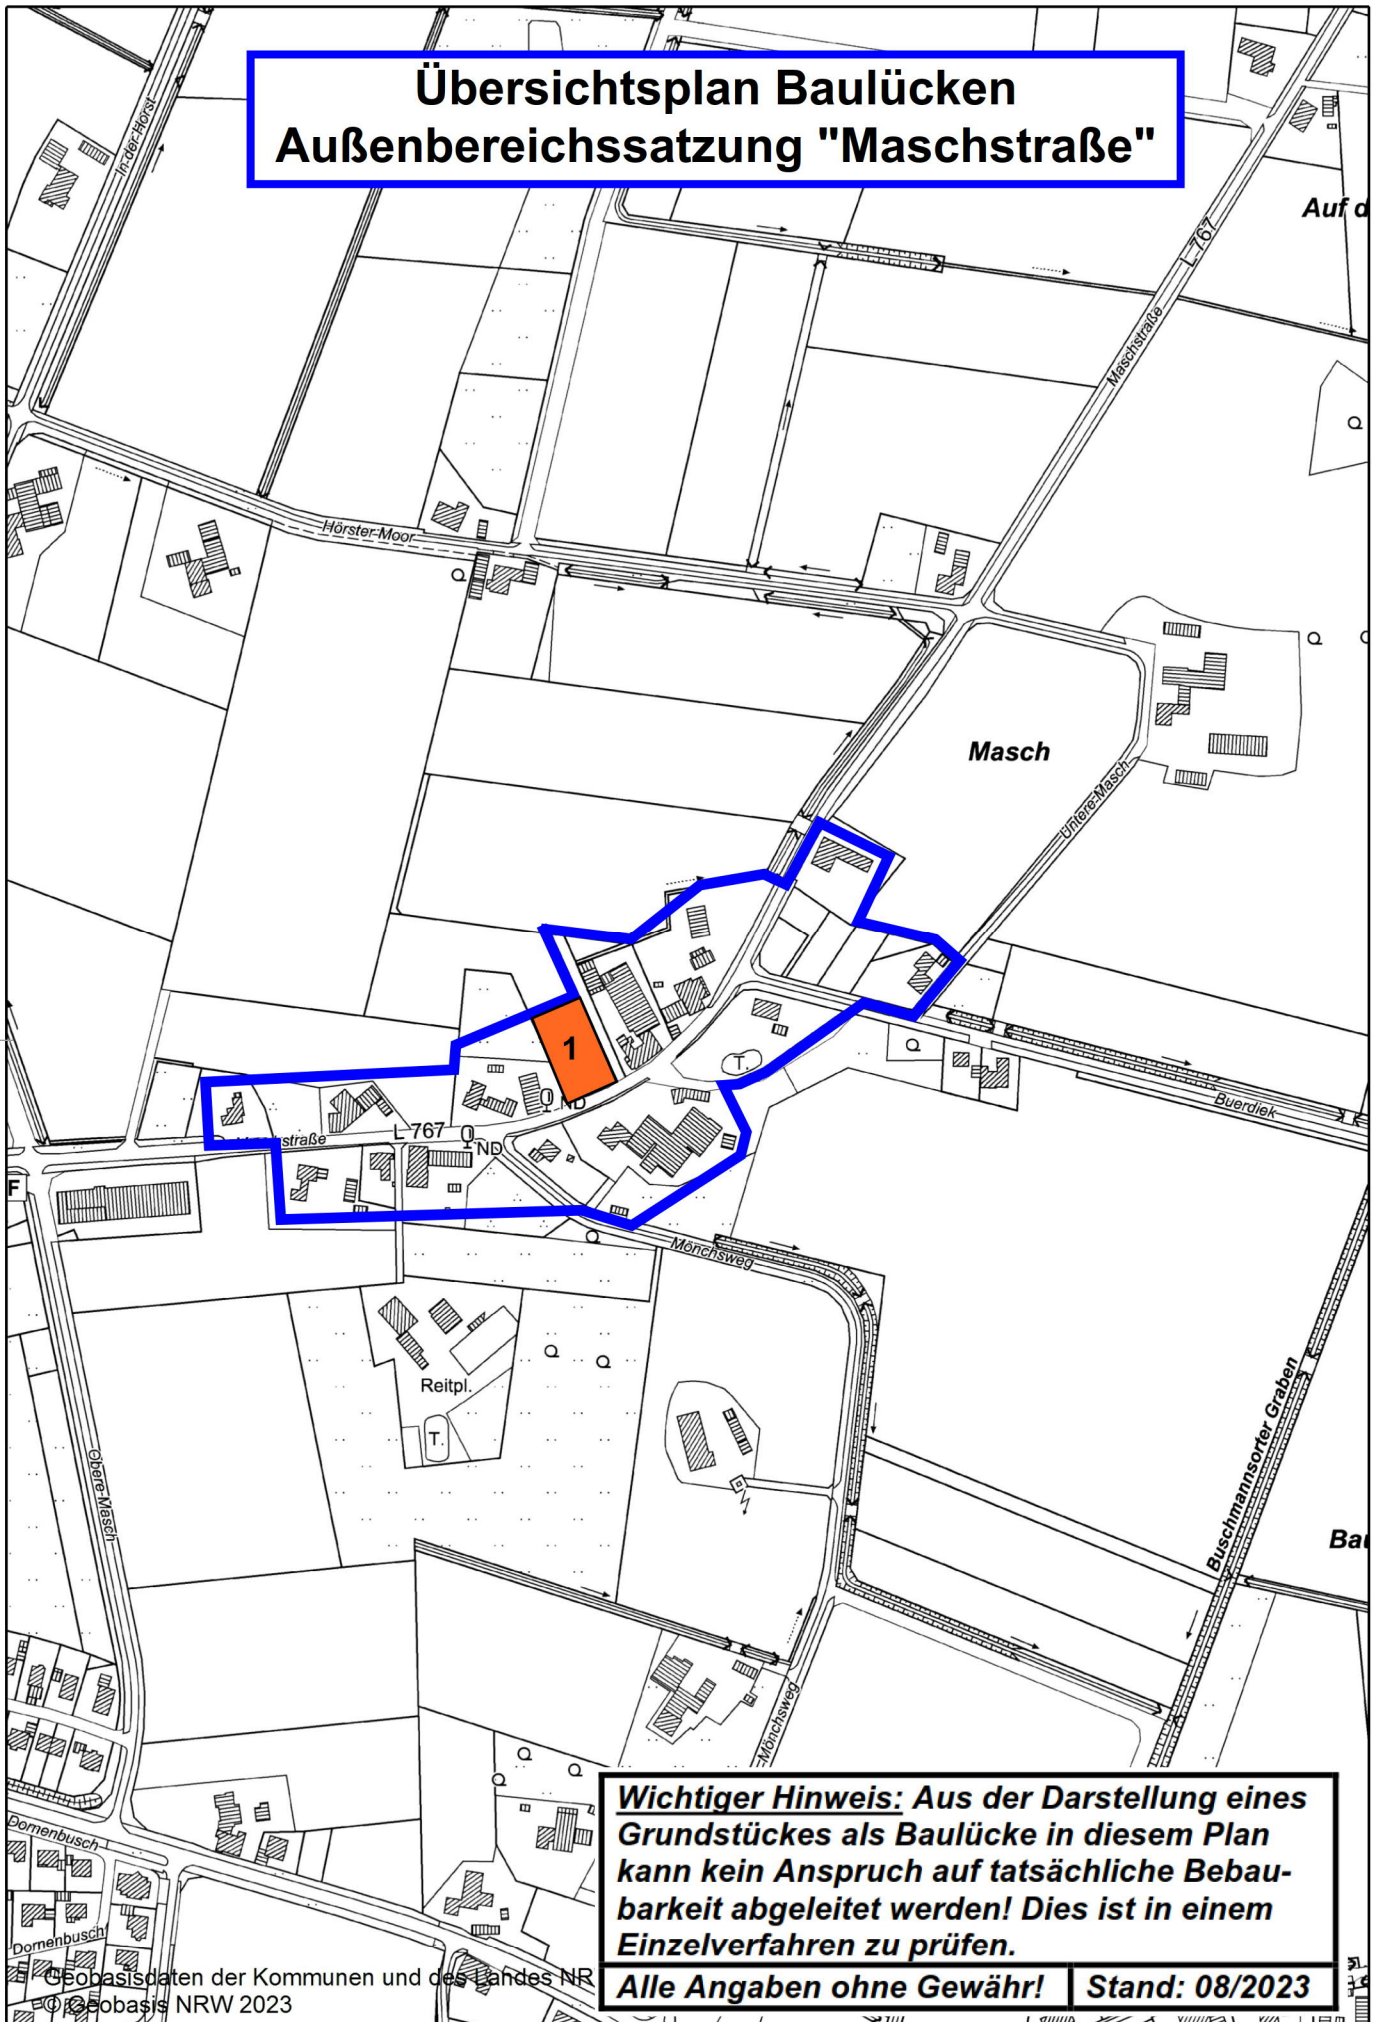 Übersichtsplan Baulücken
Außenbereichssatzung "Maschstraße"
In der Horst
Auf d
L 767
Maschstraße
Hörster Moor
Masch
Untere Masch
1
T.
ND
L 767
ND
Buerdiek
F
Mönchsweg
Reitpl.
T.
Obere Masch
Buschmannsorter Graben
Bau
Mönchsweg
Dornenbusch
Dornenbusch
Wichtiger Hinweis: Aus der Darstellung eines
Grundstückes als Baulücke in diesem Plan
kann kein Anspruch auf tatsächliche Bebau-
barkeit abgeleitet werden! Dies ist in einem
Einzelverfahren zu prüfen.
Alle Angaben ohne Gewähr!
Stand: 08/2023
Geobasisdaten der Kommunen und des Landes NR
© Geobasis NRW 2023